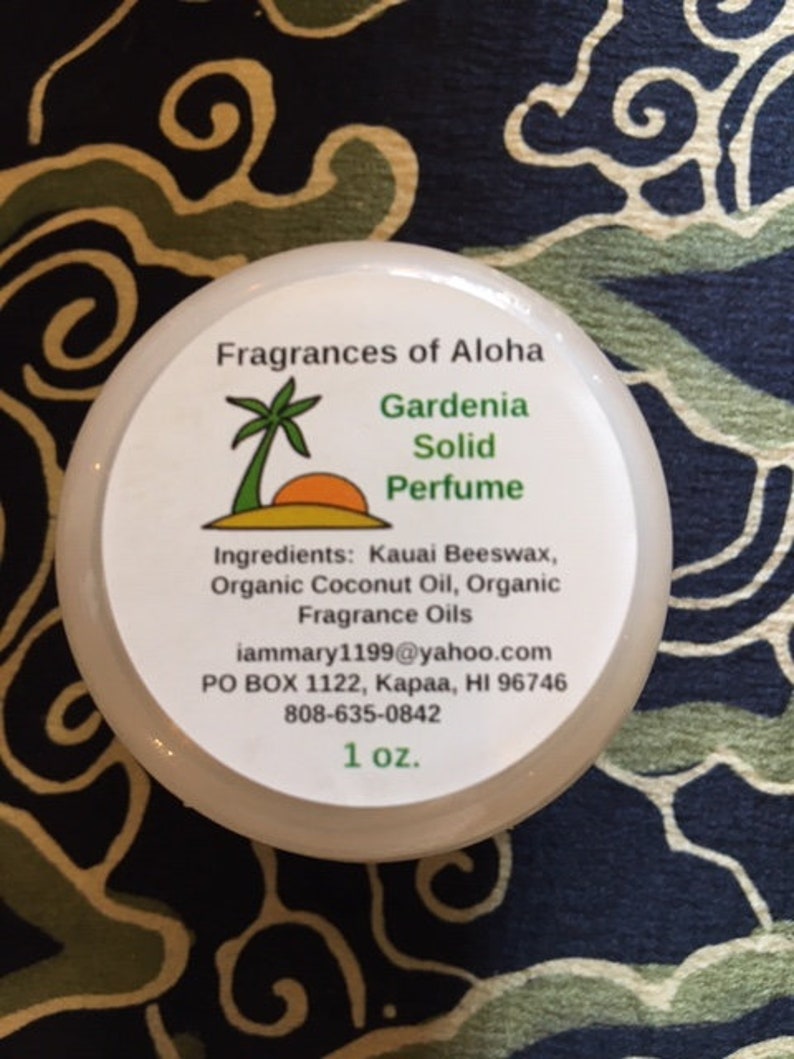 Fragrances of Aloha
Gardenia
Solid
Perfume
Ingredients: Kauai Beeswax,
Organic Coconut Oil, Organic
Fragrance Oils
iammary1199@yahoo.com
PO BOX 1122, Kapaa, HI 96746
808-635-0842
1 oz.